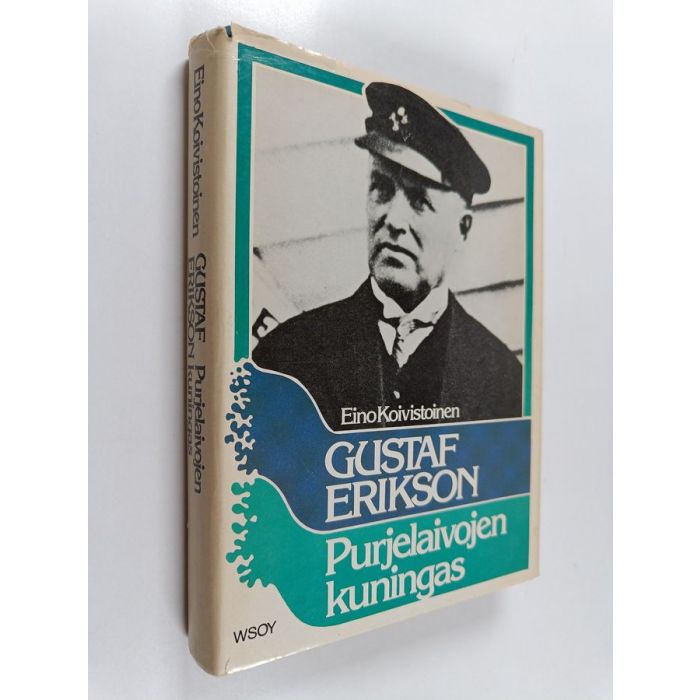 Eino Koivistoinen
GUSTAF
ERIKSON
Purjelaivojen
kuningas
Eino Koivistoinen
GUSTAF Purjelaivojen
ERIKSON kuningas
WSOY